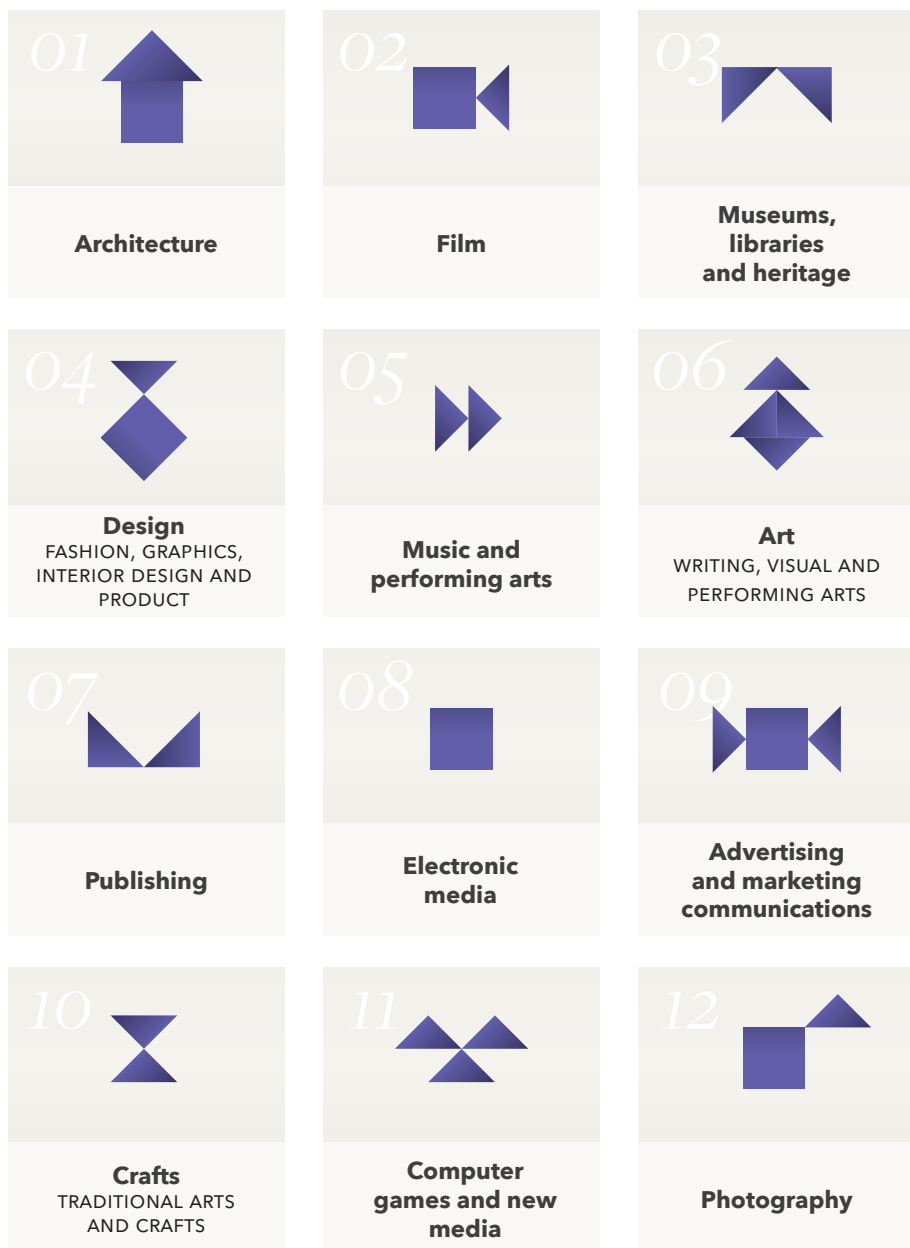 01
Architecture
02
Film
03
Museums,
libraries
and heritage
04
Design
FASHION, GRAPHICS,
INTERIOR DESIGN AND
PRODUCT
05
Music and
performing arts
06
Art
WRITING, VISUAL AND
PERFORMING ARTS
07
Publishing
08
Electronic
media
09
Advertising
and marketing
communications
10
Crafts
TRADITIONAL ARTS
AND CRAFTS
11
Computer
games and new
media
12
Photography